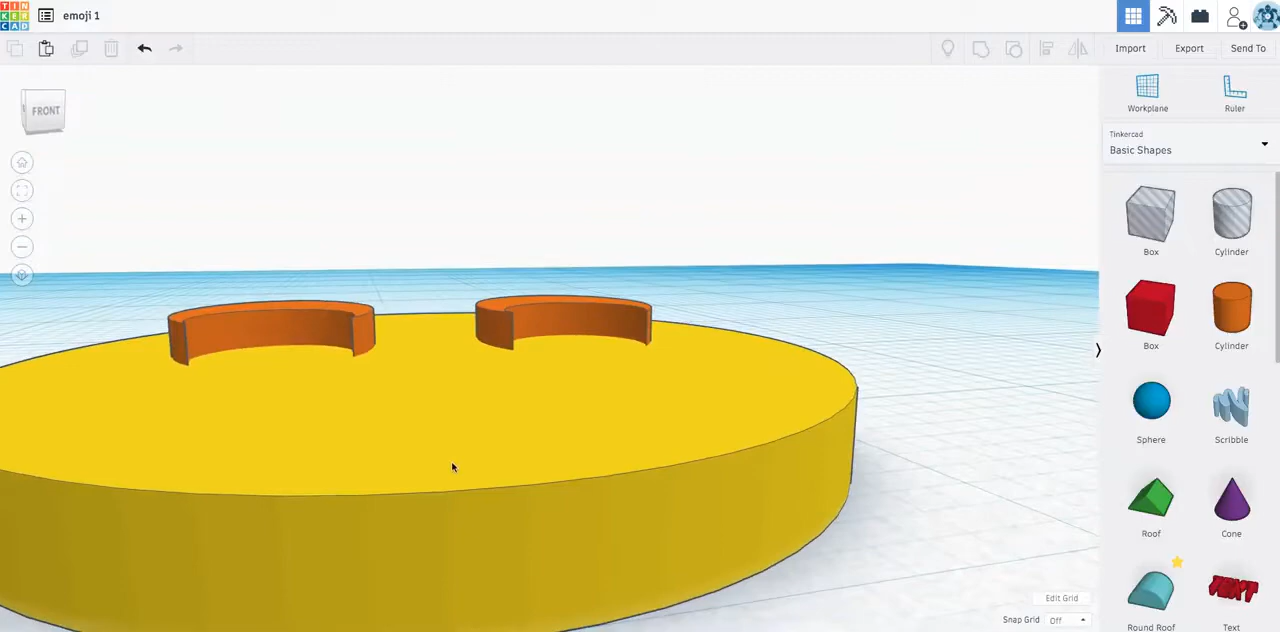 TIN
KER
CAD
emoji 1
Import
Export
Send To
FRONT
Workplane
Ruler
Tinkercad
Basic Shapes
Box
Cylinder
Box
Cylinder
Sphere
Scribble
Roof
Cone
TEXT
Round Roof
Text
Edit Grid
Snap Grid
Off